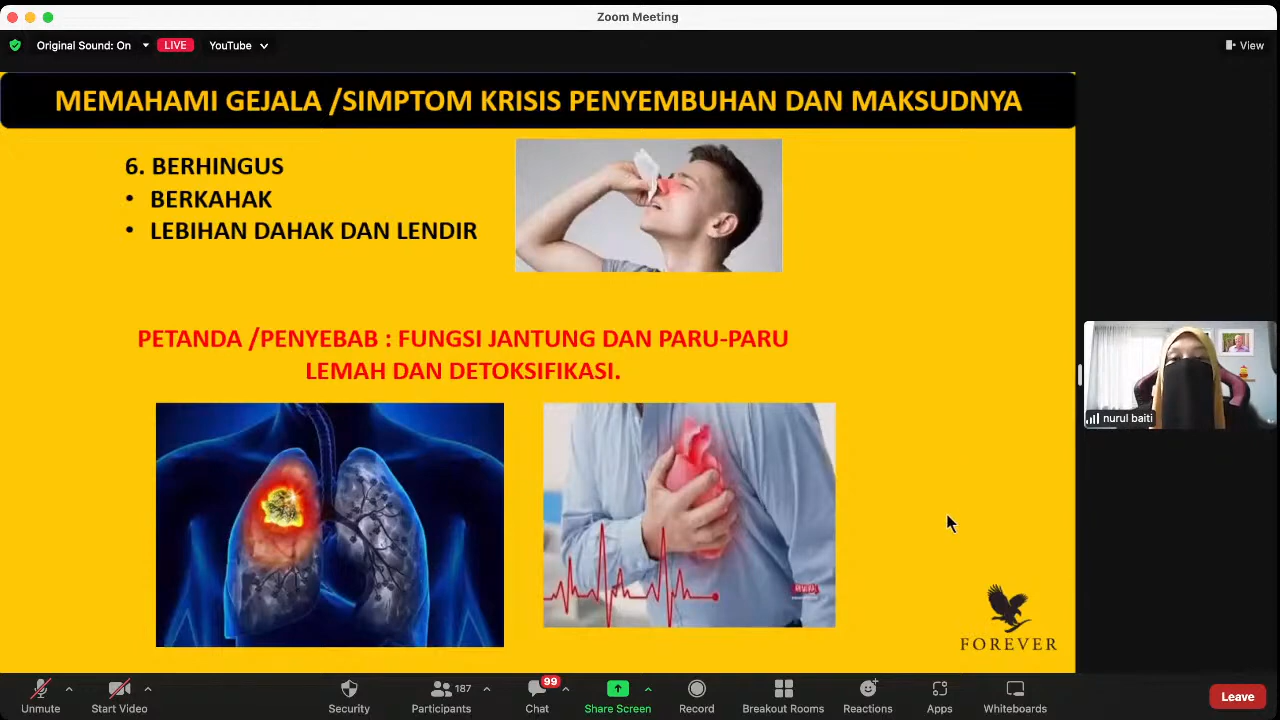 Zoom Meeting
Original Sound: On
LIVE
YouTube
View
MEMAHAMI GEJALA /SIMPTOM KRISIS PENYEMBUHAN DAN MAKSUDNYA
6. BERHINGUS
• BERKAHAK
• LEBIHAN DAHAK DAN LENDIR
PETANDA /PENYEBAB : FUNGSI JANTUNG DAN PARU-PARU
LEMAH DAN DETOKSIFIKASI.
nurul baiti
FOREVER
99
187
Unmute
Start Video
Security
Participants
Chat
Share Screen
Record
Breakout Rooms
Reactions
Apps
Whiteboards
Leave